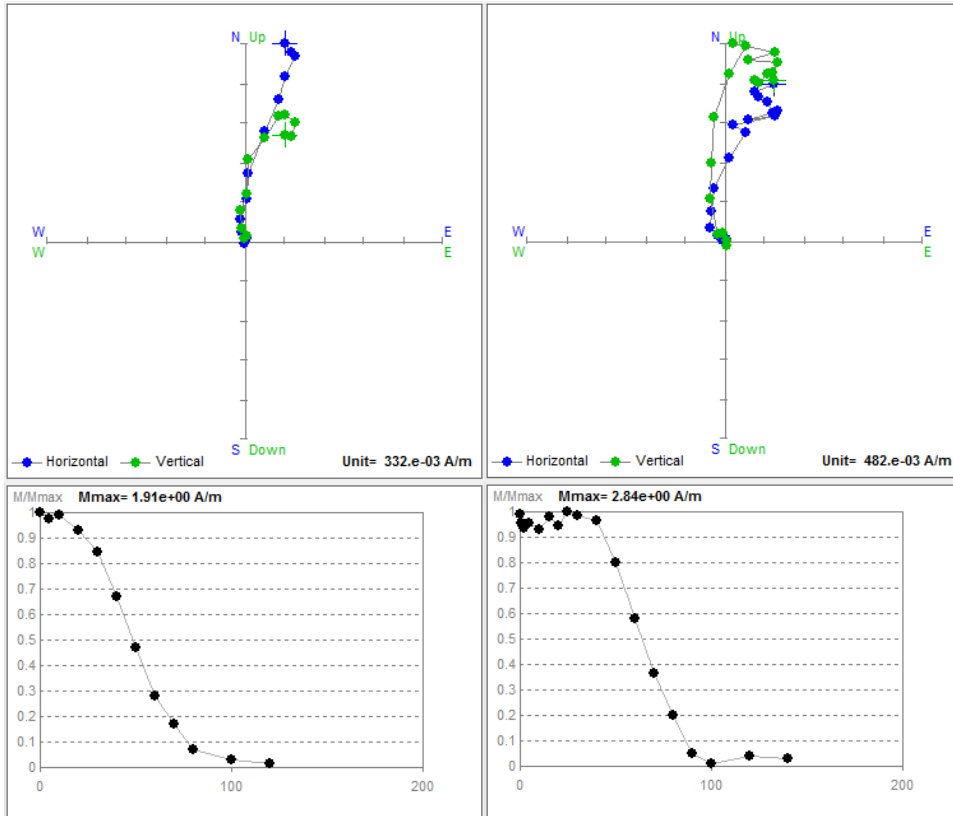 N Up
W E
W E
S Down
Horizontal Vertical Unit= 332.e-03 A/m
N Up
W E
W E
S Down
Horizontal Vertical Unit= 482.e-03 A/m
M/Mmax Mmax= 1.91e+00 A/m
1
0.9
0.8
0.7
0.6
0.5
0.4
0.3
0.2
0.1
0
0 100 200
M/Mmax Mmax= 2.84e+00 A/m
1
0.9
0.8
0.7
0.6
0.5
0.4
0.3
0.2
0.1
0
0 100 200